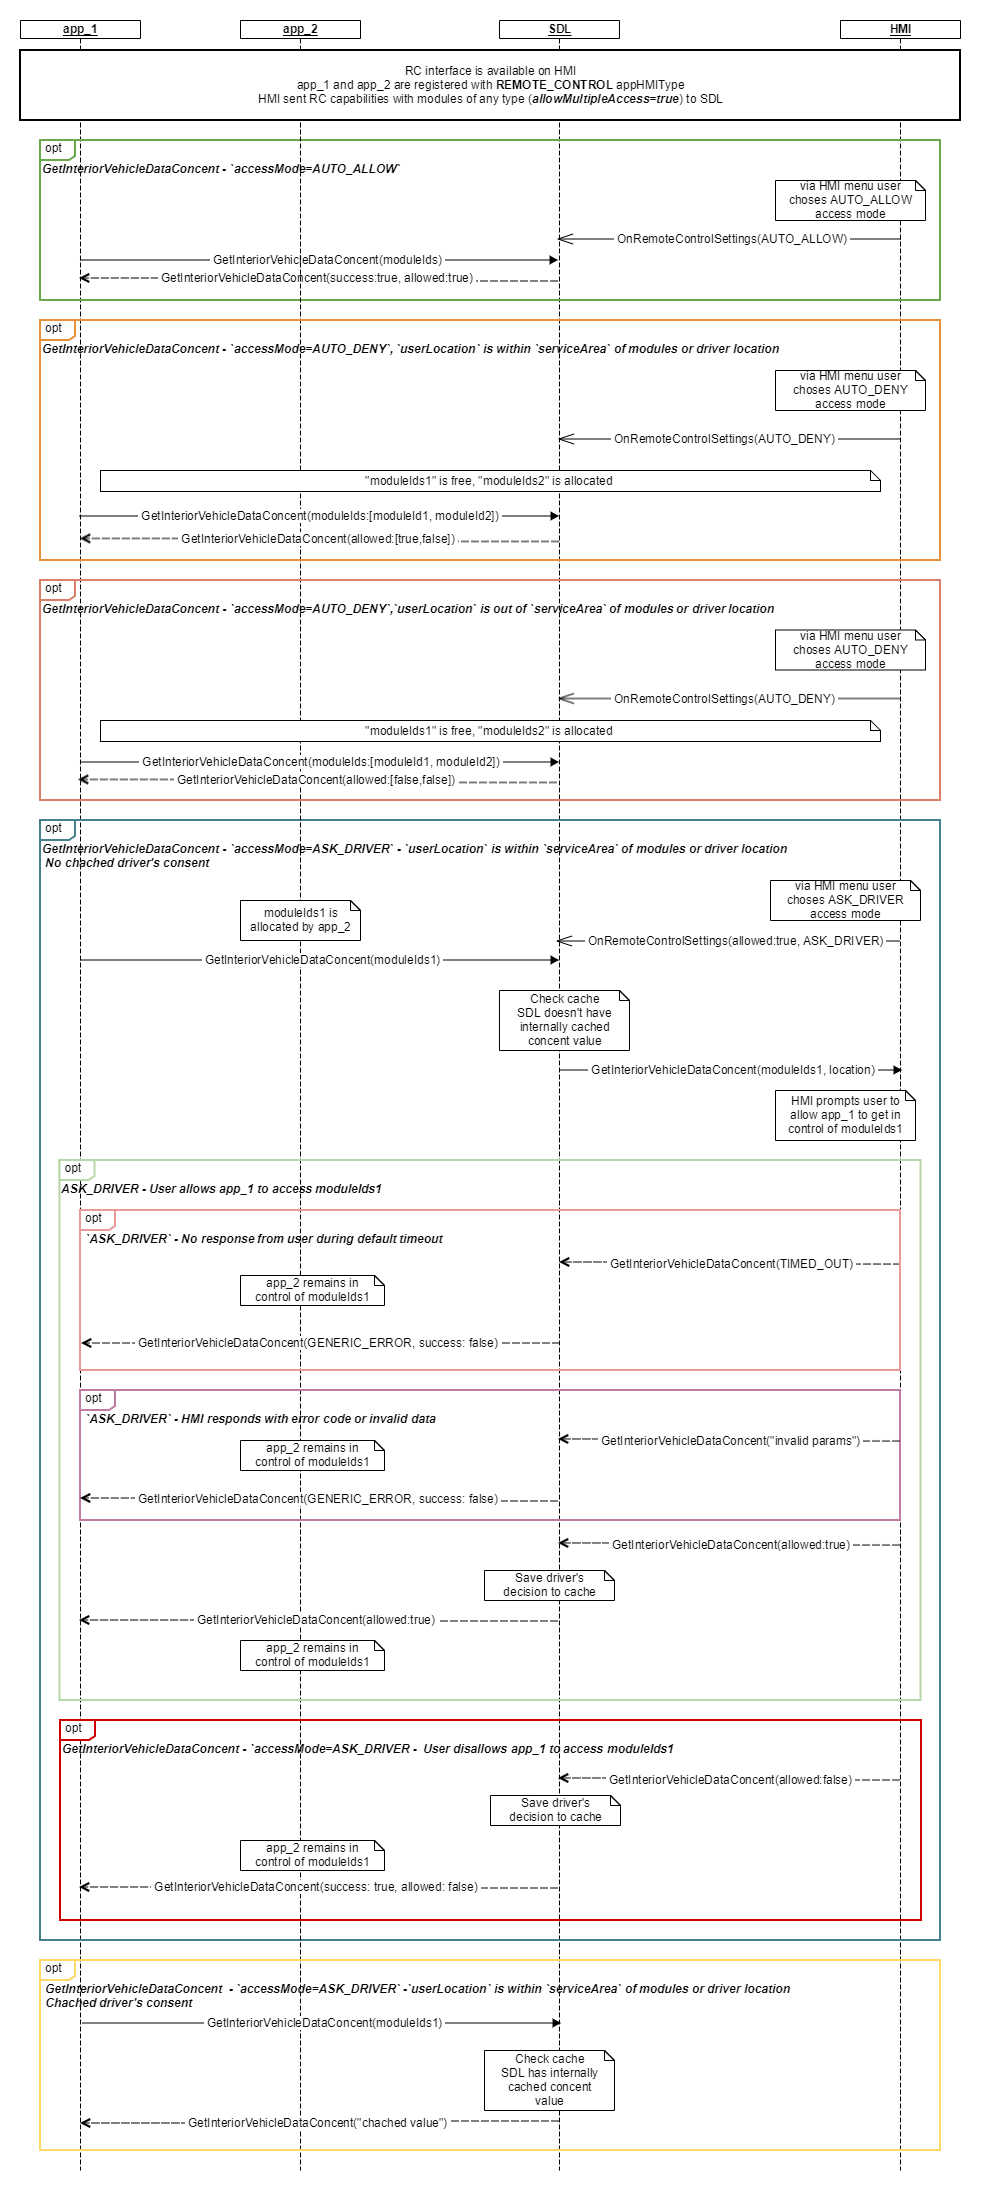 app_1
app_2
SDL
HMI
RC interface is available on HMI
app_1 and app_2 are registered with REMOTE_CONTROL appHMIType
HMI sent RC capabilities with modules of any type (allowMultipleAccess=true) to SDL
opt
GetInteriorVehicleDataConcent - `accessMode=AUTO_ALLOW`
via HMI menu user
choses AUTO_ALLOW
access mode
OnRemoteControlSettings(AUTO_ALLOW)
GetInteriorVehicleDataConcent(moduleIds)
GetInteriorVehicleDataConcent(success:true, allowed:true)
opt
GetInteriorVehicleDataConcent - `accessMode=AUTO_DENY`, `userLocation` is within `serviceArea` of modules or driver location
via HMI menu user
choses AUTO_DENY
access mode
OnRemoteControlSettings(AUTO_DENY)
"moduleIds1" is free, "moduleIds2" is allocated
GetInteriorVehicleDataConcent(moduleIds:[moduleId1, moduleId2])
GetInteriorVehicleDataConcent(allowed:[true,false])
opt
GetInteriorVehicleDataConcent - `accessMode=AUTO_DENY`,`userLocation` is out of `serviceArea` of modules or driver location
via HMI menu user
choses AUTO_DENY
access mode
OnRemoteControlSettings(AUTO_DENY)
"moduleIds1" is free, "moduleIds2" is allocated
GetInteriorVehicleDataConcent(moduleIds:[moduleId1, moduleId2])
GetInteriorVehicleDataConcent(allowed:[false,false])
opt
GetInteriorVehicleDataConcent - `accessMode=ASK_DRIVER` - `userLocation` is within `serviceArea` of modules or driver location
No chached driver's consent
via HMI menu user
choses ASK_DRIVER
access mode
moduleIds1 is
allocated by app_2
OnRemoteControlSettings(allowed:true, ASK_DRIVER)
GetInteriorVehicleDataConcent(moduleIds1)
Check cache
SDL doesn't have
internally cached
concent value
GetInteriorVehicleDataConcent(moduleIds1, location)
HMI prompts user to
allow app_1 to get in
control of moduleIds1
opt
ASK_DRIVER - User allows app_1 to access moduleIds1
opt
`ASK_DRIVER` - No response from user during default timeout
GetInteriorVehicleDataConcent(TIMED_OUT)
app_2 remains in
control of moduleIds1
GetInteriorVehicleDataConcent(GENERIC_ERROR, success: false)
opt
`ASK_DRIVER` - HMI responds with error code or invalid data
GetInteriorVehicleDataConcent("invalid params")
app_2 remains in
control of moduleIds1
GetInteriorVehicleDataConcent(GENERIC_ERROR, success: false)
GetInteriorVehicleDataConcent(allowed:true)
Save driver's
decision to cache
GetInteriorVehicleDataConcent(allowed:true)
app_2 remains in
control of moduleIds1
opt
GetInteriorVehicleDataConcent - `accessMode=ASK_DRIVER -  User disallows app_1 to access moduleIds1
GetInteriorVehicleDataConcent(allowed:false)
Save driver's
decision to cache
app_2 remains in
control of moduleIds1
GetInteriorVehicleDataConcent(success: true, allowed: false)
opt
GetInteriorVehicleDataConcent  - `accessMode=ASK_DRIVER` -`userLocation` is within `serviceArea` of modules or driver location
Chached driver's consent
GetInteriorVehicleDataConcent(moduleIds1)
Check cache
SDL has internally
cached concent
value
GetInteriorVehicleDataConcent("chached value")